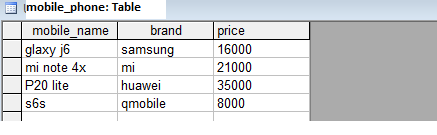 mobile_phone: Table
mobile_name brand price
glaxy j6 samsung 16000
mi note 4x mi 21000
P20 lite huawei 35000
s6s qmobile 8000